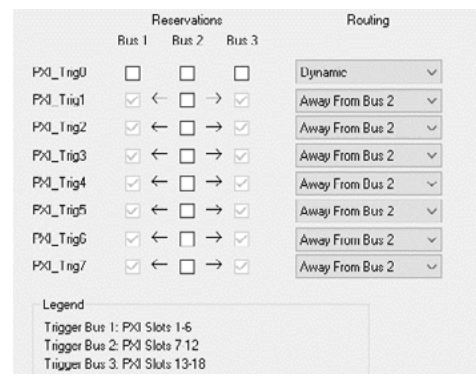 Reservations Routing
Bus 1 Bus 2 Bus 3
PXI_Trig0 Dynamic
PXI_Trig1 Away From Bus 2
PXI_Trig2 Away From Bus 2
PXI_Trig3 Away From Bus 2
PXI_Trig4 Away From Bus 2
PXI_Trig5 Away From Bus 2
PXI_Trig6 Away From Bus 2
PXI_Trig7 Away From Bus 2
Legend
Trigger Bus 1: PXI Slots 1-6
Trigger Bus 2: PXI Slots 7-12
Trigger Bus 3: PXI Slots 13-18